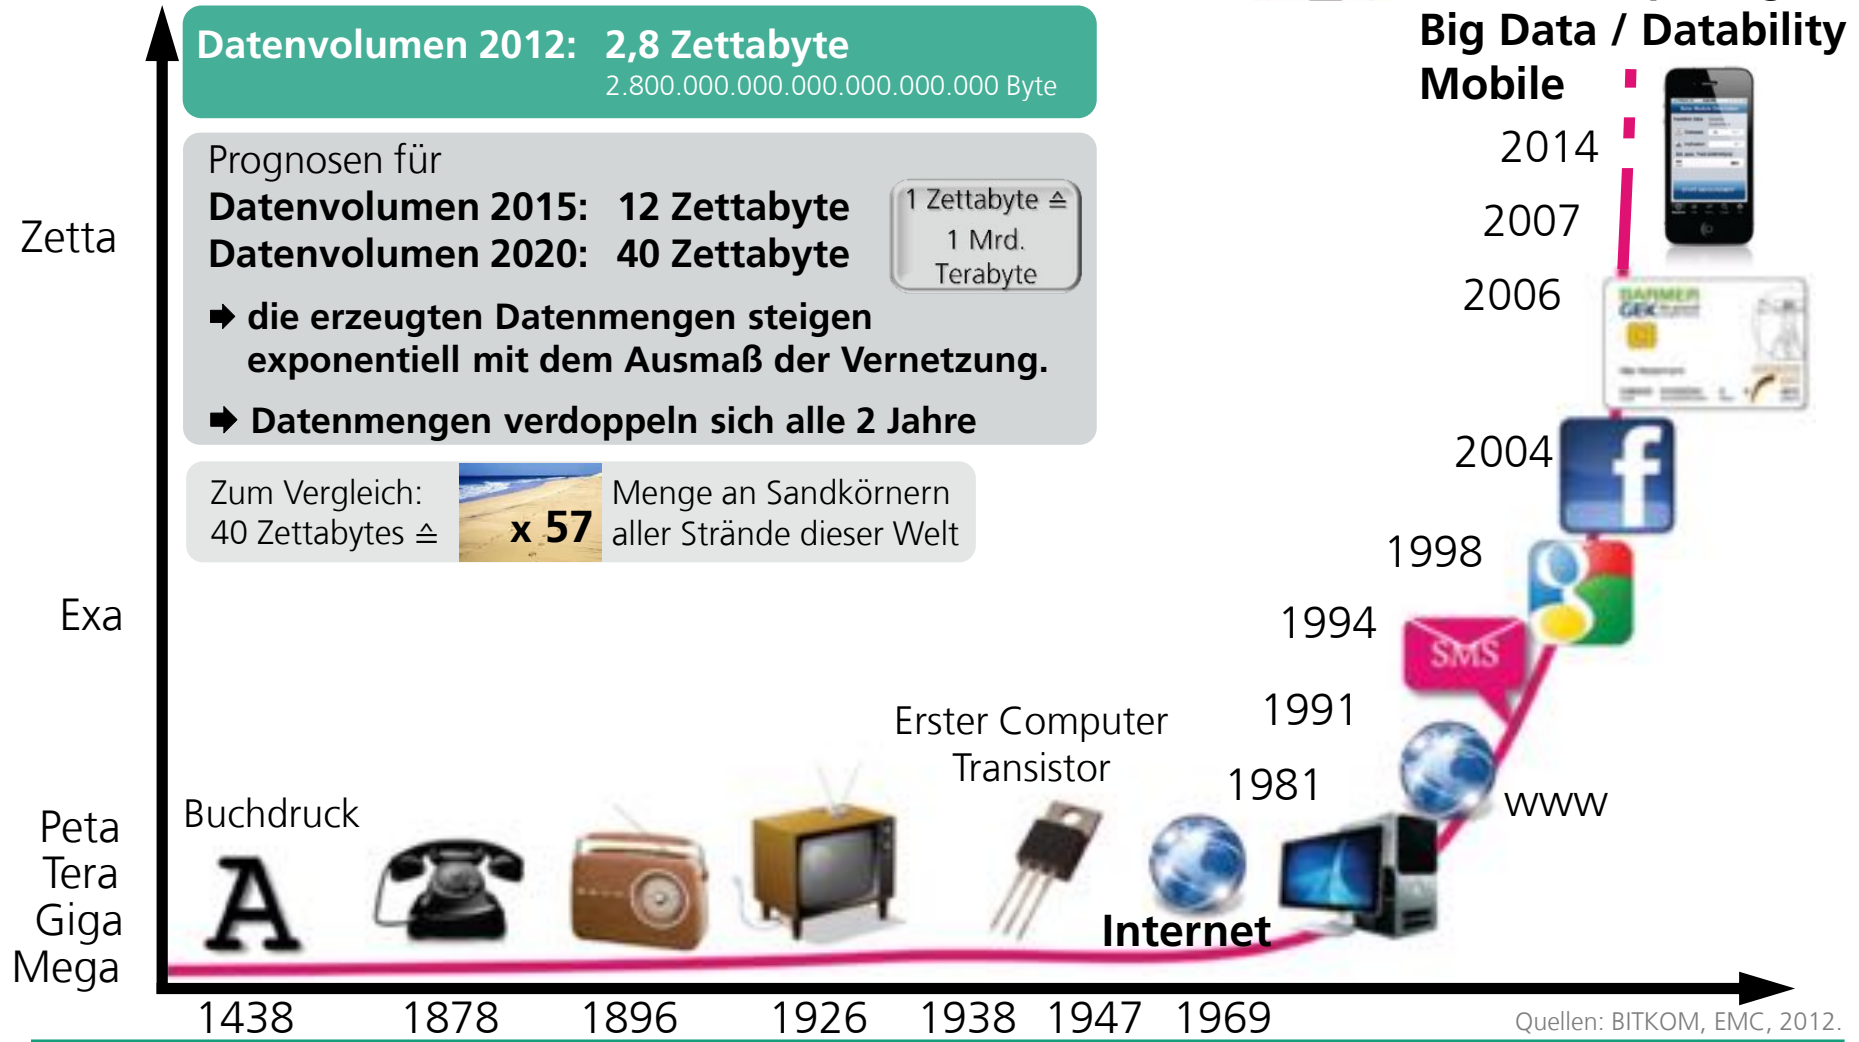 Big Data / Datability
Mobile
Datenvolumen 2012: 2,8 Zettabyte
2.800.000.000.000.000.000.000 Byte
Prognosen für
Datenvolumen 2015: 12 Zettabyte
Datenvolumen 2020: 40 Zettabyte
1 Zettabyte ≙
1 Mrd.
Terabyte
➡ die erzeugten Datenmengen steigen
exponentiell mit dem Ausmaß der Vernetzung.
➡ Datenmengen verdoppeln sich alle 2 Jahre
Zum Vergleich:
40 Zettabytes ≙
x 57
Menge an Sandkörnern
aller Strände dieser Welt
Zetta
Exa
Peta
Tera
Giga
Mega
2014
2007
2006
BARMER
GEK
2004
f
1998
g
1994
SMS
1991
WWW
1981
Erster Computer
Transistor
Internet
Buchdruck
A
1438
1878
1896
1926
1938
1947
1969
Quellen: BITKOM, EMC, 2012.